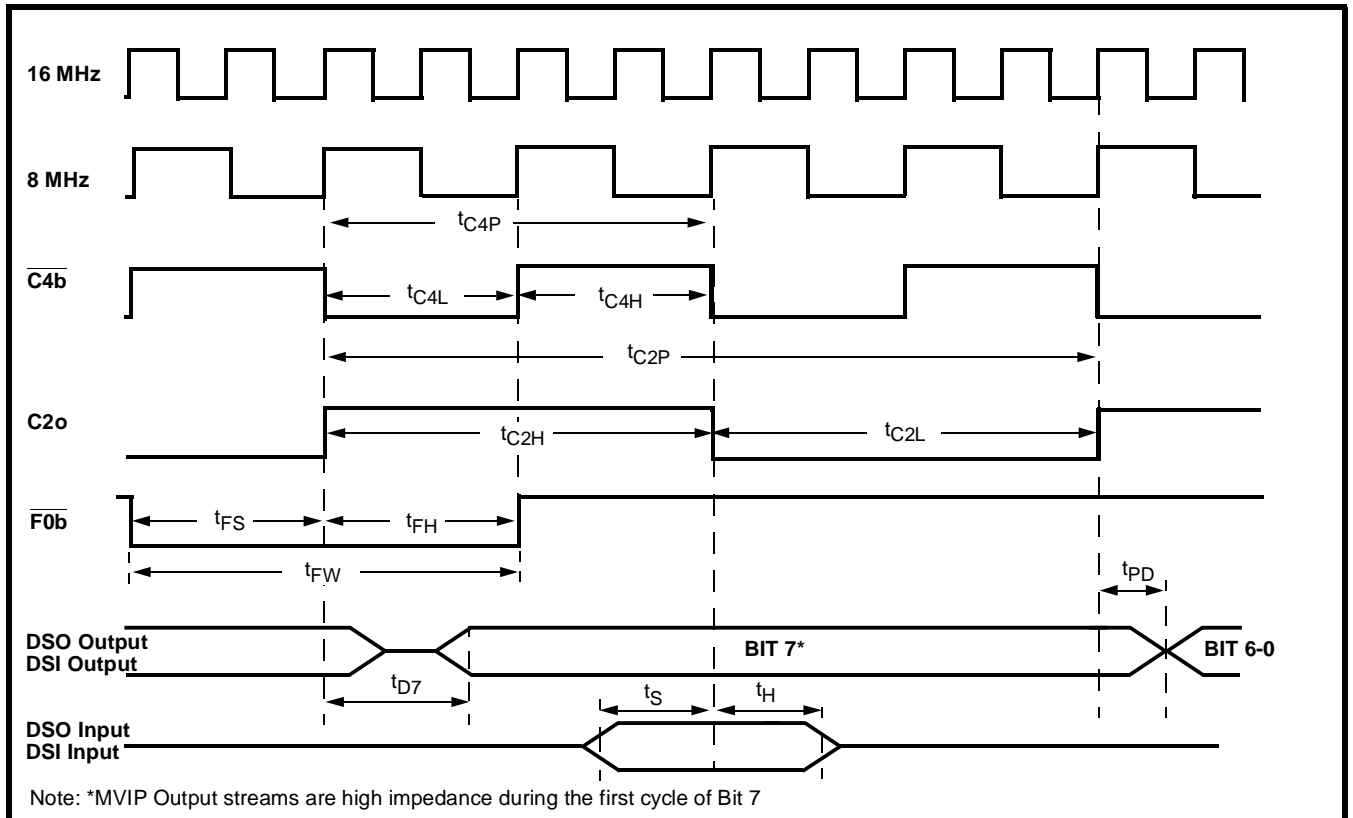 16 MHz
8 MHz
tC4P
C4b
tC4L
tC4H
tC2P
C2o
tC2H
tC2L
F0b
tFS
tFH
tFW
tPD
DSO Output
DSI Output
BIT 7*
BIT 6-0
tD7
tS
tH
DSO Input
DSI Input
Note: *MVIP Output streams are high impedance during the first cycle of Bit 7